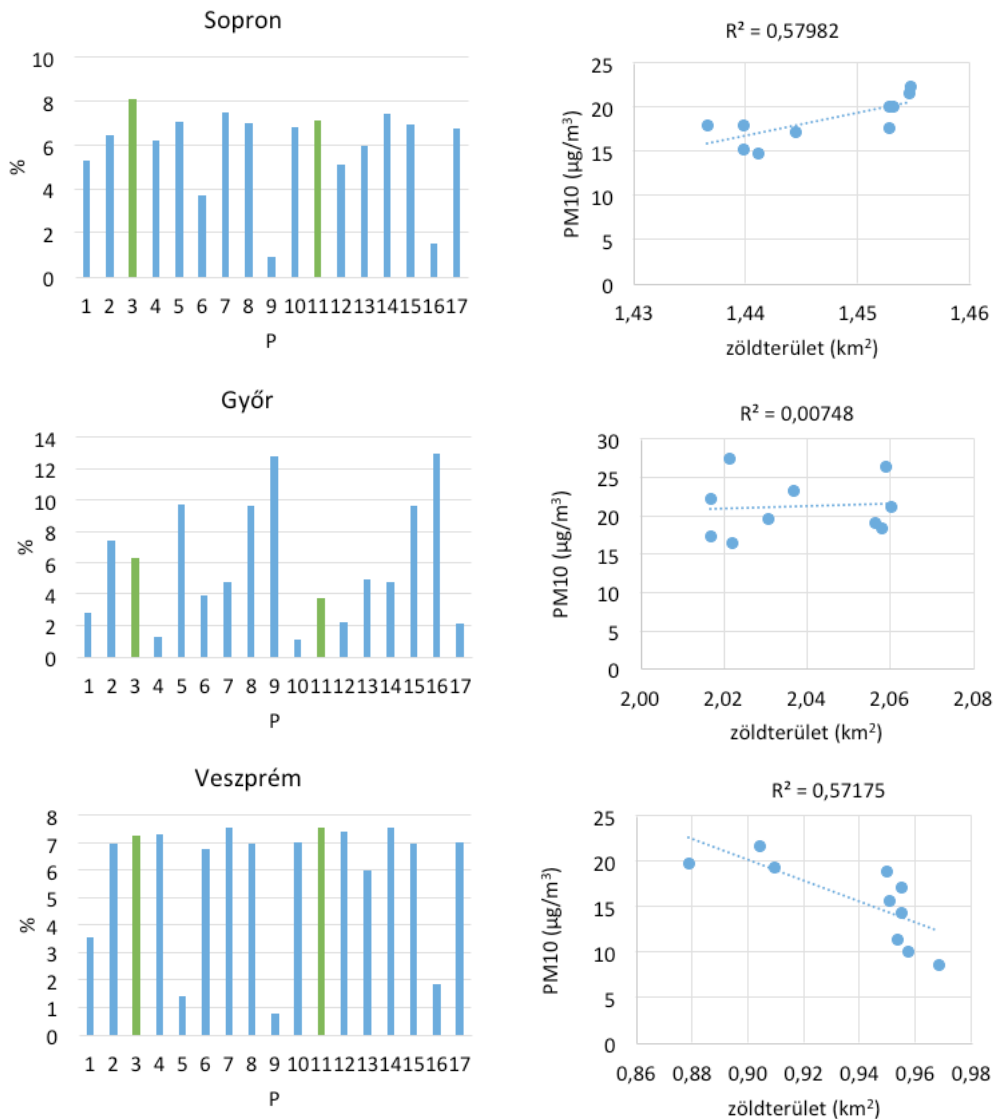 Sopron
10
8
6
4
2
0
%
1 2 3 4 5 6 7 8 9 10 11 12 13 14 15 16 17
P
R² = 0,57982
25
20
15
10
5
0
PM10 (µg/m³)
1,43 1,44 1,45 1,46
zöldterület (km²)
Győr
14
12
10
8
6
4
2
0
%
1 2 3 4 5 6 7 8 9 10 11 12 13 14 15 16 17
P
R² = 0,00748
30
25
20
15
10
5
0
PM10 (µg/m³)
2,00 2,02 2,04 2,06 2,08
zöldterület (km²)
Veszprém
8
7
6
5
4
3
2
1
0
%
1 2 3 4 5 6 7 8 9 10 11 12 13 14 15 16 17
P
R² = 0,57175
25
20
15
10
5
0
PM10 (µg/m³)
0,86 0,88 0,90 0,92 0,94 0,96 0,98
zöldterület (km²)